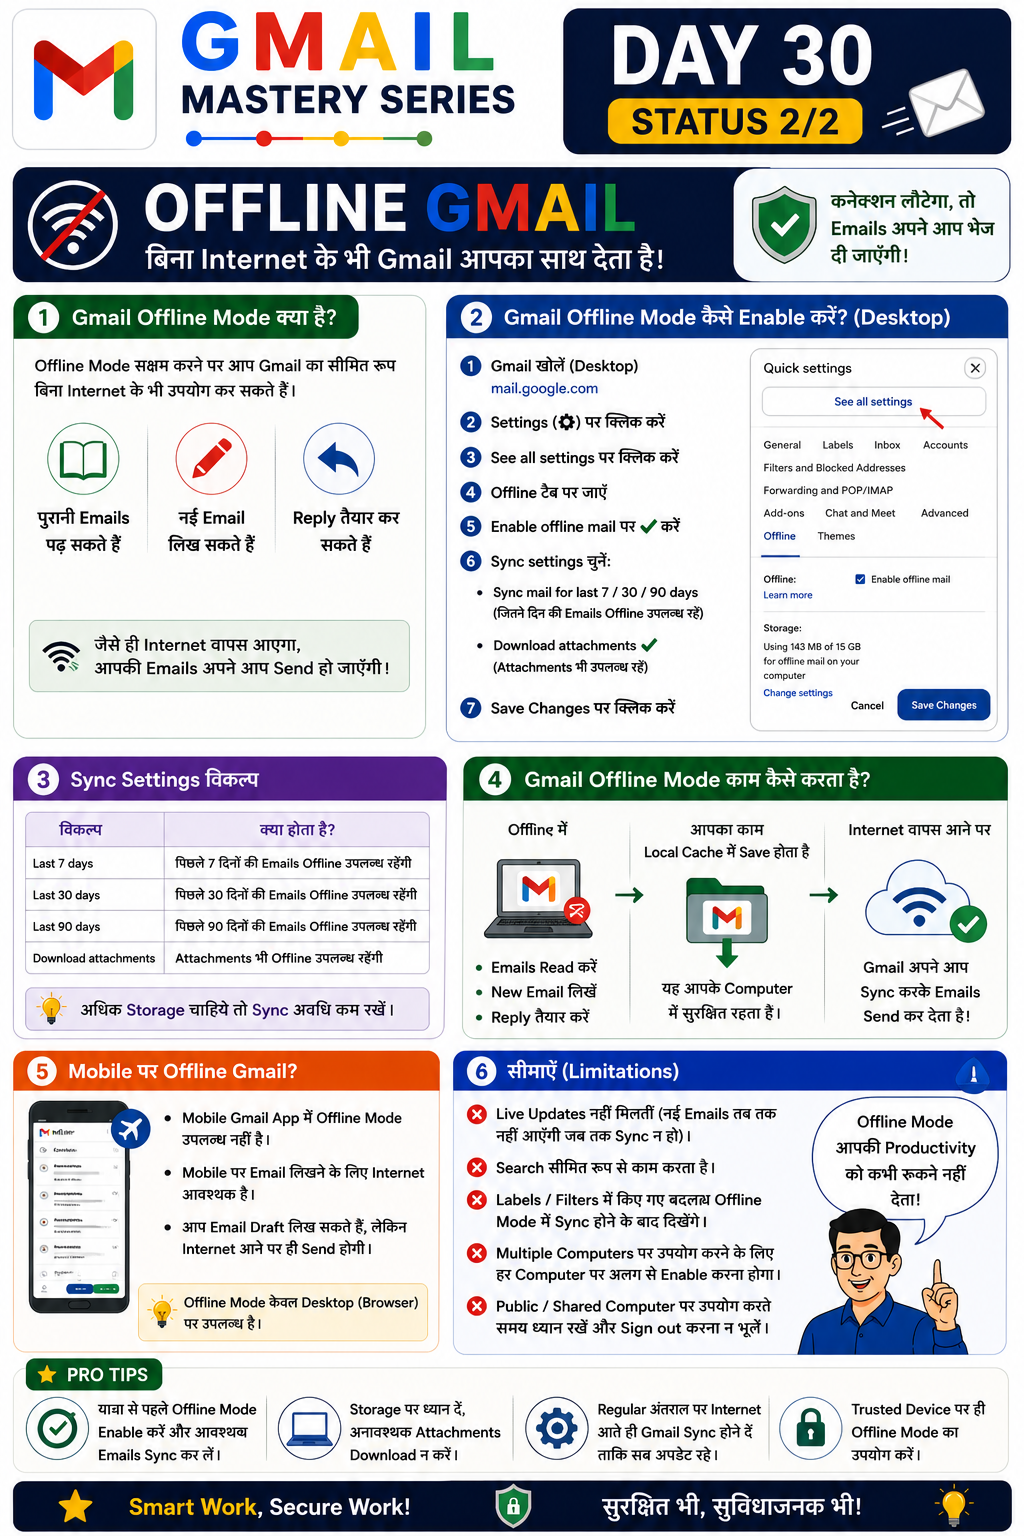 GMAIL
MASTERY SERIES
DAY 30
STATUS 2/2
OFFLINE GMAIL
बिना Internet के भी Gmail आपका साथ देता है!
कनेक्शन लौटेगा, तो
Emails अपने आप भेज
दी जाएँगी!
1 Gmail Offline Mode क्या है?
Offline Mode सक्षम करने पर आप Gmail का सीमित रूप
बिना Internet के भी उपयोग कर सकते हैं।
पुरानी Emails
पढ़ सकते हैं
नई Email
लिख सकते हैं
Reply तैयार कर
सकते हैं
जैसे ही Internet वापस आएगा,
आपकी Emails अपने आप Send हो जाएँगी!
2 Gmail Offline Mode कैसे Enable करें? (Desktop)
1 Gmail खोलें (Desktop)
mail.google.com
2 Settings (⚙) पर क्लिक करें
3 See all settings पर क्लिक करें
4 Offline टैब पर जाएँ
5 Enable offline mail पर ✔ करें
6 Sync settings चुनें:
• Sync mail for last 7 / 30 / 90 days
(जितने दिन की Emails Offline उपलब्ध रहें)
• Download attachments ✔
(Attachments भी उपलब्ध रहें)
7 Save Changes पर क्लिक करें
Quick settings
See all settings
General Labels Inbox Accounts
Filters and Blocked Addresses
Forwarding and POP/IMAP
Add-ons Chat and Meet Advanced
Offline Themes
Offline: Enable offline mail
Learn more
Storage:
Using 143 MB of 15 GB
for offline mail on your
computer
Change settings
Cancel Save Changes
3 Sync Settings विकल्प
विकल्प क्या होता है?
Last 7 days पिछले 7 दिनों की Emails Offline उपलब्ध रहेंगी
Last 30 days पिछले 30 दिनों की Emails Offline उपलब्ध रहेंगी
Last 90 days पिछले 90 दिनों की Emails Offline उपलब्ध रहेंगी
Download attachments Attachments भी Offline उपलब्ध रहेंगी
अधिक Storage चाहिये तो Sync अवधि कम रखें।
4 Gmail Offline Mode काम कैसे करता है?
Offline में
• Emails Read करें
• New Email लिखें
• Reply तैयार करें
आपका काम
Local Cache में Save होता है
यह आपके Computer
में सुरक्षित रहता हैं।
Internet वापस आने पर
Gmail अपने आप
Sync करके Emails
Send कर देता है!
5 Mobile पर Offline Gmail?
• Mobile Gmail App में Offline Mode
उपलब्ध नहीं है।
• Mobile पर Email लिखने के लिए Internet
आवश्यक है।
• आप Email Draft लिख सकते हैं, लेकिन
Internet आने पर ही Send होगी।
Offline Mode केवल Desktop (Browser)
पर उपलब्ध है।
6 सीमाएँ (Limitations)
Live Updates नहीं मिलतीं (नई Emails तब तक
नहीं आएँगी जब तक Sync न हो)।
Search सीमित रूप से काम करता है।
Labels / Filters में किए गए Offline
Mode में Sync होने के बाद दिखेंगे।
Multiple Computers पर उपयोग करने के लिए
हर Computer पर अलग से Enable करना होगा।
Public / Shared Computer पर उपयोग करते
समय ध्यान रखें और Sign out करना न भूलें।
Offline Mode
आपकी Productivity
को कभी रूकने नहीं
देता!
PRO TIPS
यात्रा से पहले Offline Mode
Enable करें और
Emails Sync कर लें।
Storage पर ध्यान दें,
अनावश्यक Attachments
Download न करें।
Regular अंतराल पर Internet
आते ही Gmail Sync होने दें
ताकि सब अपडेट रहे।
Trusted Device पर ही
Offline Mode का
उपयोग करें।
Smart Work, Secure Work!
सुरक्षित भी, सुविधाजनक भी!